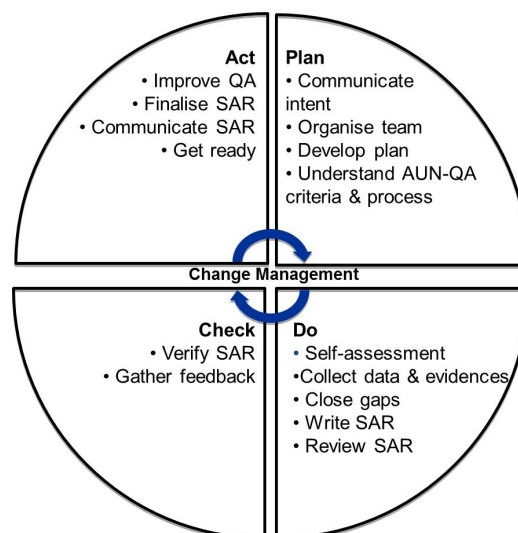 Act
• Improve QA
• Finalise SAR
• Communicate SAR
• Get ready
Plan
• Communicate
intent
• Organise team
• Develop plan
• Understand AUN-QA
criteria & process
Change Management
Check
• Verify SAR
• Gather feedback
Do
• Self-assessment
•Collect data & evidences
• Close gaps
• Write SAR
• Review SAR